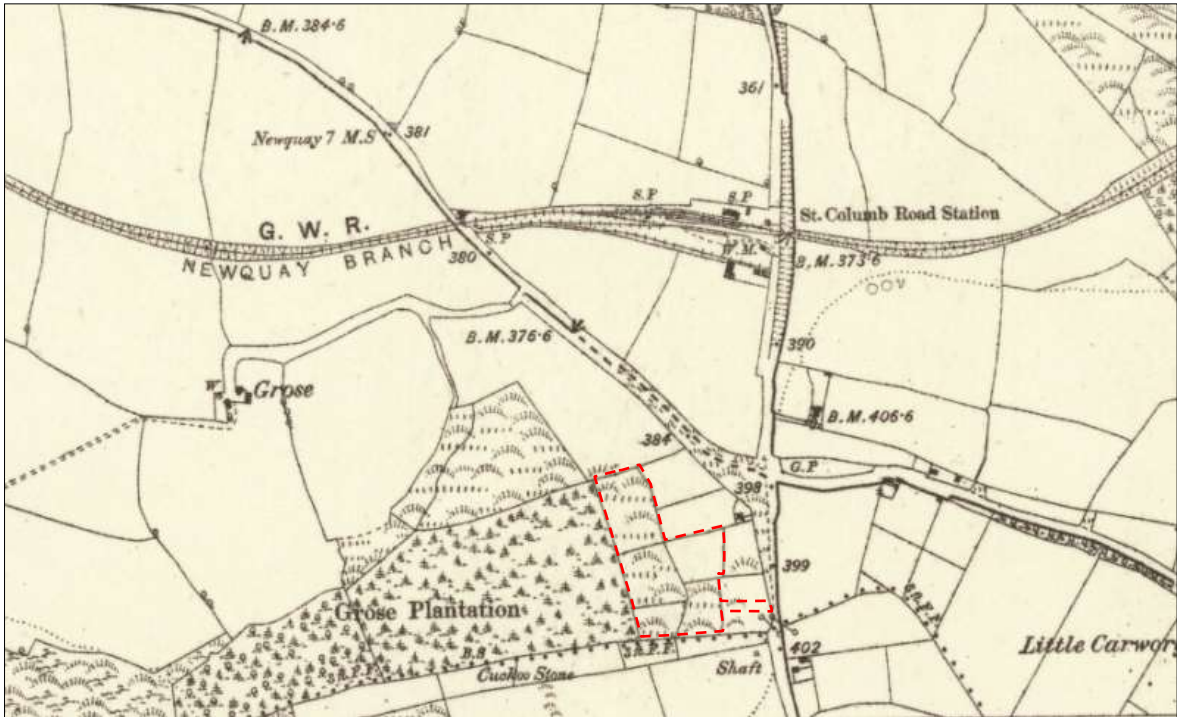 B.M. 384·6
361
381
Newquay 7 M.S
S.P
S.P
St. Columb Road Station
G. W. R.
S.P
W.M.
NEWQUAY BRANCH
380
B.M. 373·6
B.M. 376·6
390
W
Grose
B.M. 406·6
384
G.P
398
399
Grose Plantation
B.S
402
Little Carwor
Cuckoo Stone
Shaft